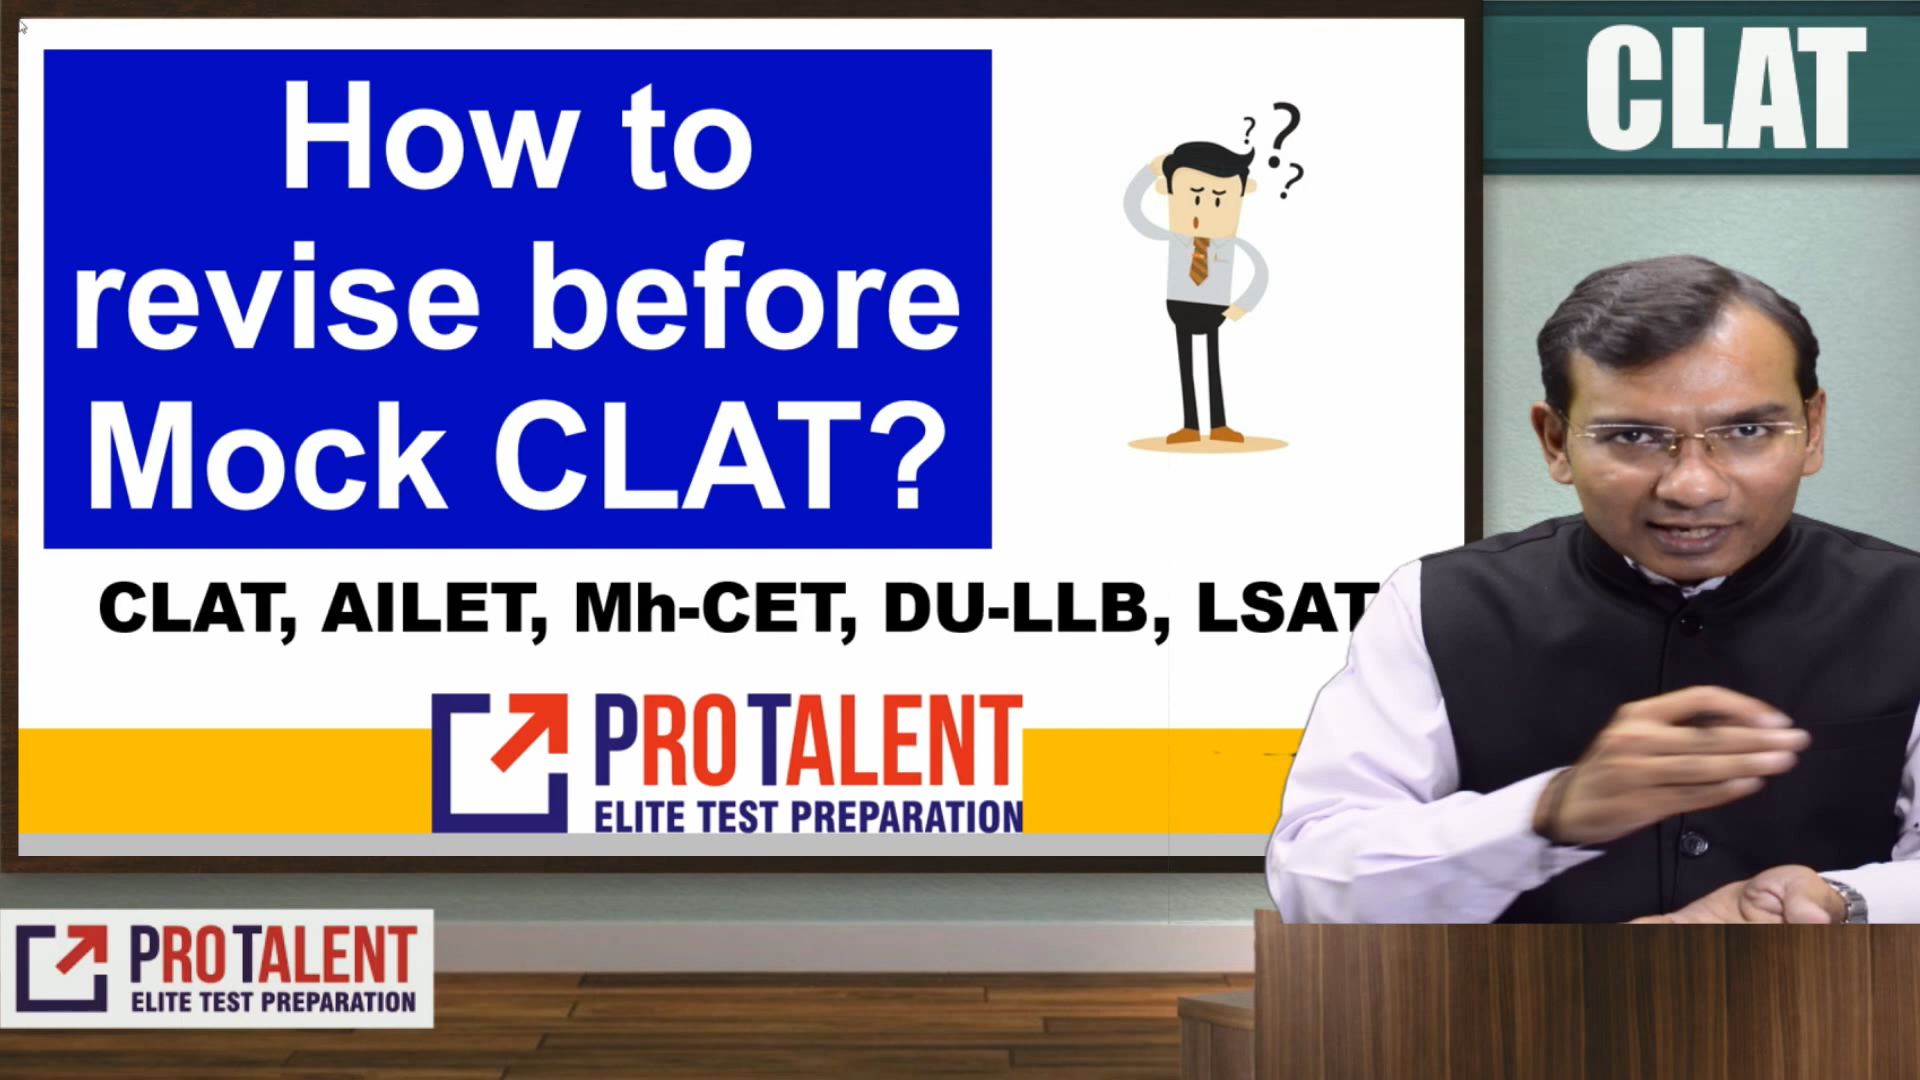 How to
revise before
Mock CLAT?
? ? ?
CLAT, AILET, Mh-CET, DU-LLB, LSAT
PROTALENT
ELITE TEST PREPARATION
CLAT
PROTALENT
ELITE TEST PREPARATION